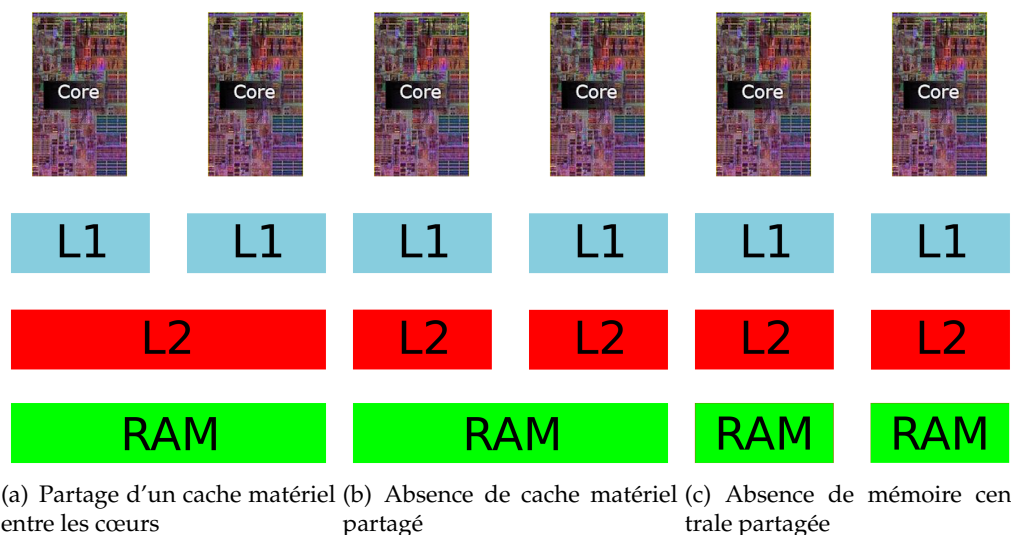 Core Core Core Core Core Core
L1 L1 L1 L1 L1 L1
L2 L2 L2 L2 L2
RAM RAM RAM RAM
(a) Partage d'un cache matériel
entre les cœurs
(b) Absence de cache matériel
partagé
(c) Absence de mémoire cen
trale partagée